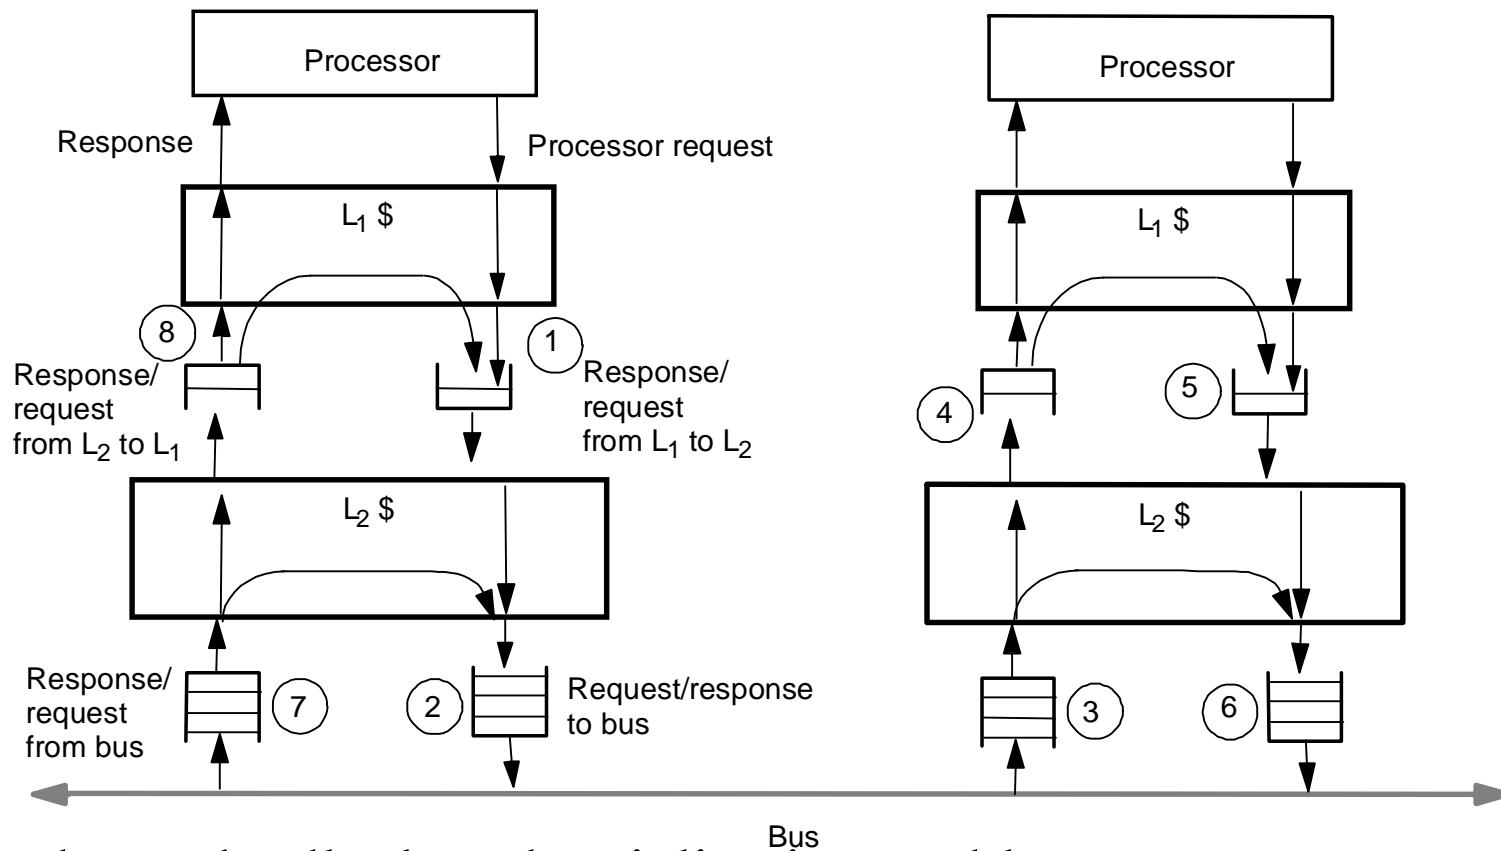 Processor
Processor
Response
Processor request
L1 $
L1 $
8
1
Response/
request
from L2 to L1
Response/
request
from L1 to L2
4
5
L2 $
L2 $
Response/
request
from bus
7
2
Request/response
to bus
3
6
Bus